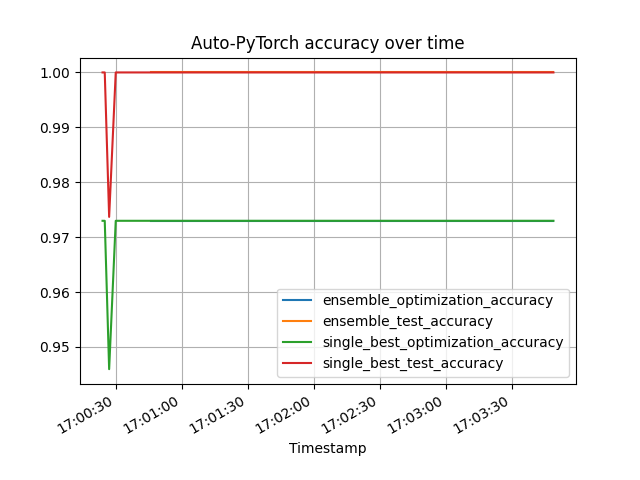 Auto-PyTorch accuracy over time
1.00
0.99
0.98
0.97
0.96
0.95
ensemble_optimization_accuracy
ensemble_test_accuracy
single_best_optimization_accuracy
single_best_test_accuracy
17:00:30
17:01:00
17:01:30
17:02:00
17:02:30
17:03:00
17:03:30
Timestamp